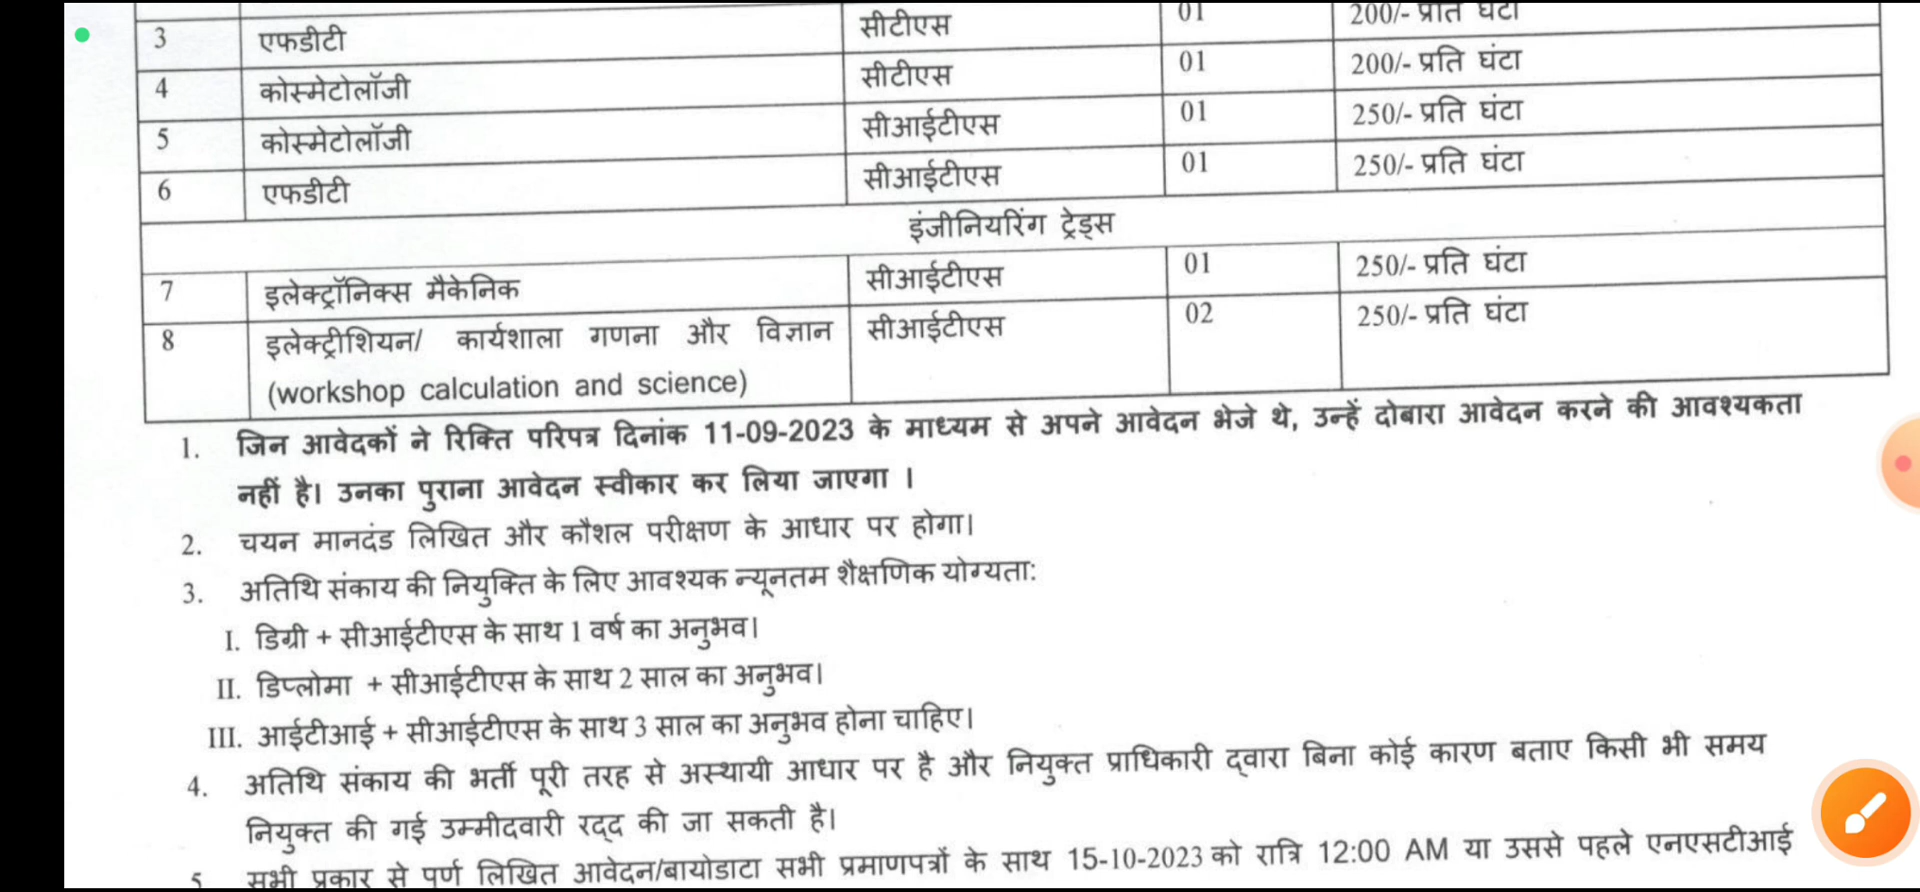 3 एफडीटी सीटीएस 01 200/- प्रति घंटा
4 कोस्मेटोलॉजी सीटीएस 01 200/- प्रति घंटा
5 कोस्मेटोलॉजी सीआईटीएस 01 250/- प्रति घंटा
6 एफडीटी सीआईटीएस 01 250/- प्रति घंटा
इंजीनियरिंग ट्रेड्स
7 इलेक्ट्रॉनिक्स मैकेनिक सीआईटीएस 01 250/- प्रति घंटा
8 इलेक्ट्रीशियन/ कार्यशाला गणना और विज्ञान सीआईटीएस 02 250/- प्रति घंटा
(workshop calculation and science)
1. जिन आवेदकों ने रिक्ति परिपत्र दिनांक 11-09-2023 के माध्यम से अपने आवेदन भेजे थे, उन्हें दोबारा आवेदन करने की आवश्यकता
नहीं है। उनका पुराना आवेदन स्वीकार कर लिया जाएगा ।
2. चयन मानदंड लिखित और कौशल परीक्षण के आधार पर होगा।
3. अतिथि संकाय की नियुक्ति के लिए आवश्यक न्यूनतम शैक्षणिक योग्यता:
I. डिग्री + सीआईटीएस के साथ 1 वर्ष का अनुभव।
II. डिप्लोमा + सीआईटीएस के साथ 2 साल का अनुभव।
III. आईटीआई + सीआईटीएस के साथ 3 साल का अनुभव होना चाहिए।
4. अतिथि संकाय की भर्ती पूरी तरह से अस्थायी आधार पर है और नियुक्त प्राधिकारी द्वारा बिना कोई कारण बताए किसी भी समय
नियुक्त की गई उम्मीदवारी रद्द की जा सकती है।
5. सभी प्रकार से पूर्ण लिखित आवेदन/बायोडाटा सभी प्रमाणपत्रों के साथ 15-10-2023 को रात्रि 12:00 AM या उससे पहले एनएसटीआई